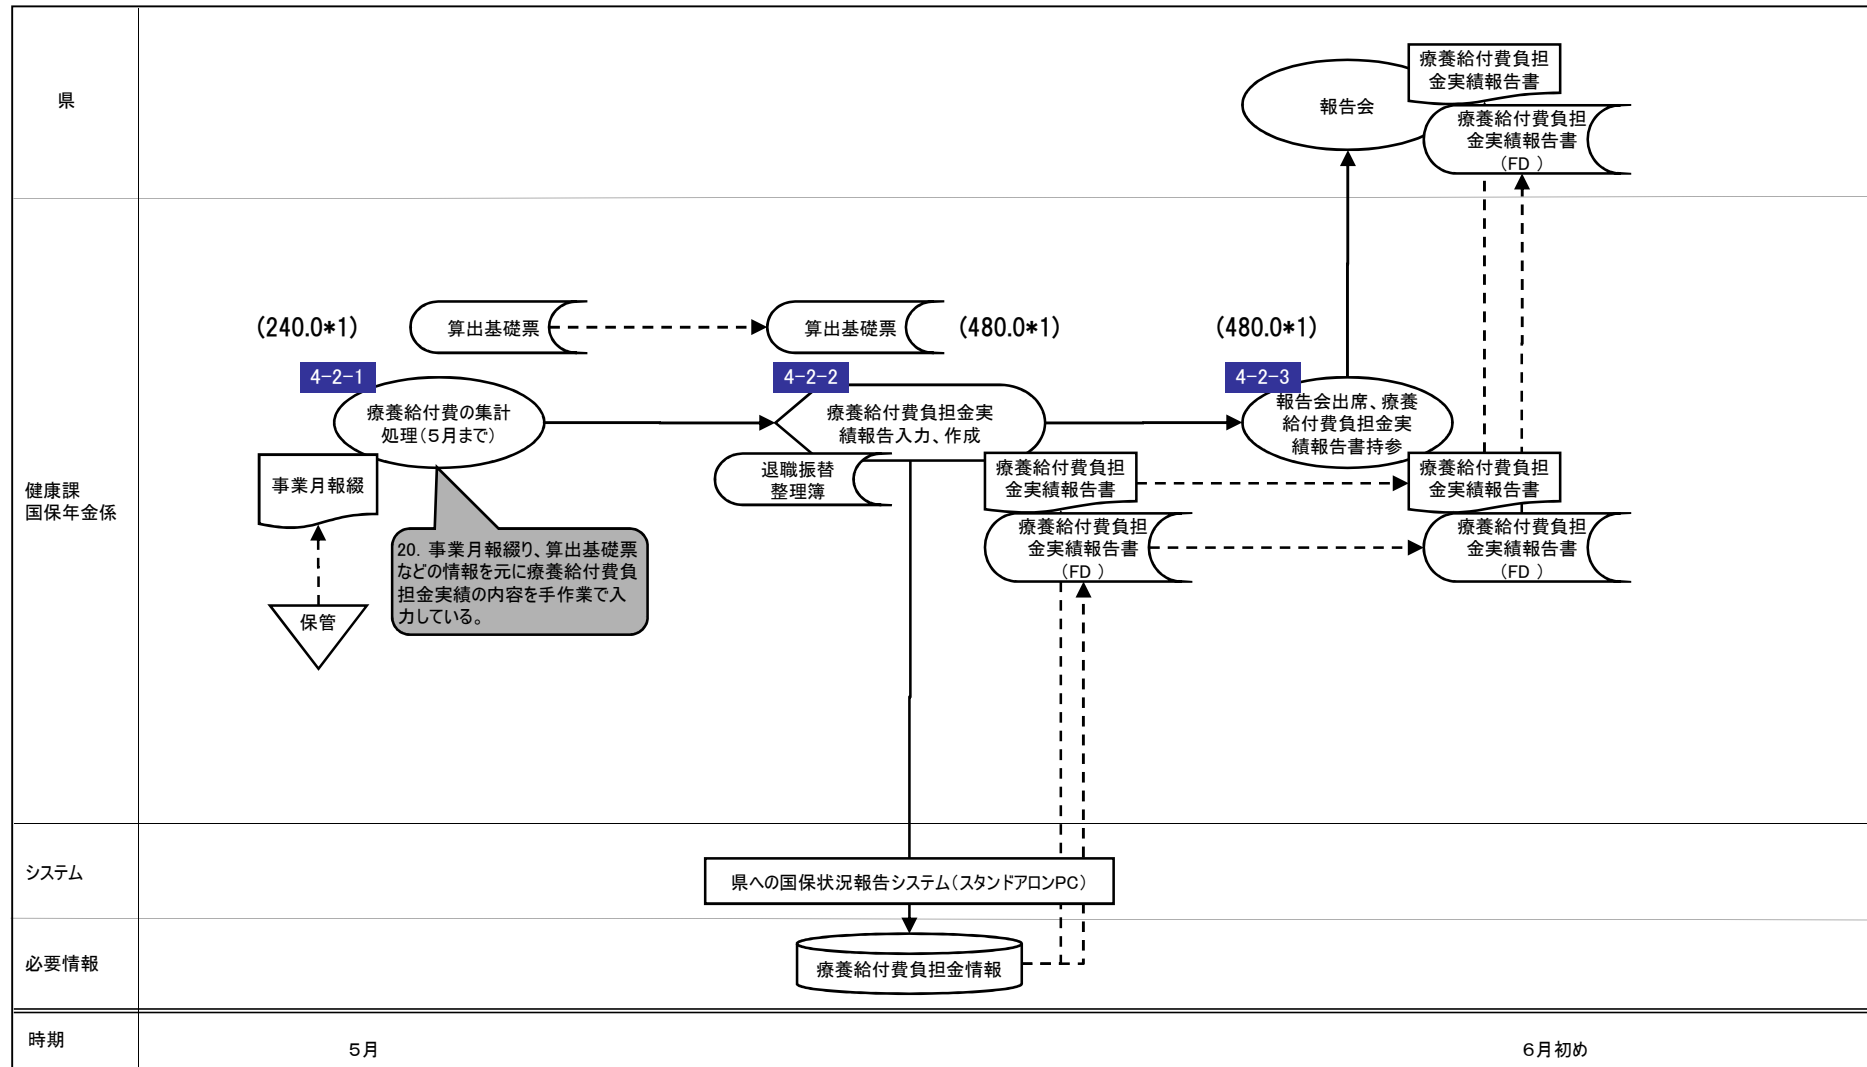 県
報告会
療養給付費負担
金実績報告書
療養給付費負担
金実績報告書
(FD )
健康課
国保年金係
(240.0*1)
算出基礎票
算出基礎票
(480.0*1)
(480.0*1)
4-2-1
療養給付費の集計
処理(5月まで)
4-2-2
療養給付費負担金実
績報告入力、作成
4-2-3
報告会出席、療養
給付費負担金実
績報告書持参
事業月報綴
退職振替
整理簿
療養給付費負担
金実績報告書
療養給付費負担
金実績報告書
療養給付費負担
金実績報告書
(FD )
療養給付費負担
金実績報告書
(FD )
20. 事業月報綴り、算出基礎票
などの情報を元に療養給付費負
担金実績の内容を手作業で入
力している。
保管
システム
県への国保状況報告システム(スタンドアロンPC)
必要情報
療養給付費負担金情報
時期
5月
6月初め